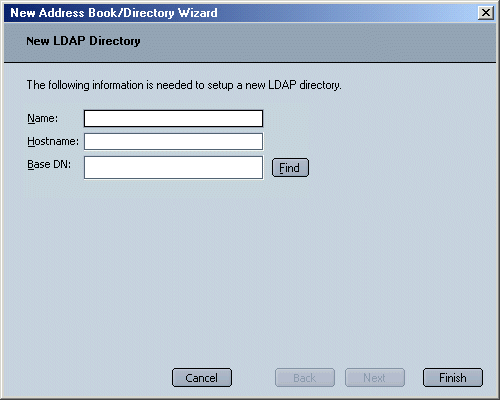 New Address Book/Directory Wizard
New LDAP Directory
The following information is needed to setup a new LDAP directory.
Name:
Hostname:
Base DN:
Find
Cancel
Back
Next
Finish